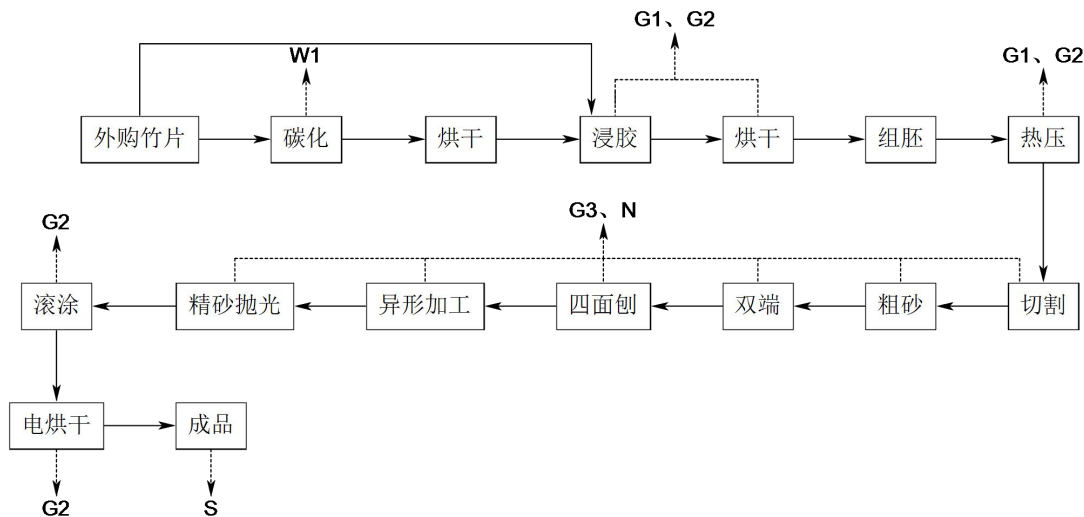 G1、G2
W1
G1、G2
外购竹片
碳化
烘干
浸胶
烘干
组胚
热压
G3、N
G2
滚涂
精砂抛光
异形加工
四面刨
双端
粗砂
切割
电烘干
成品
G2
S